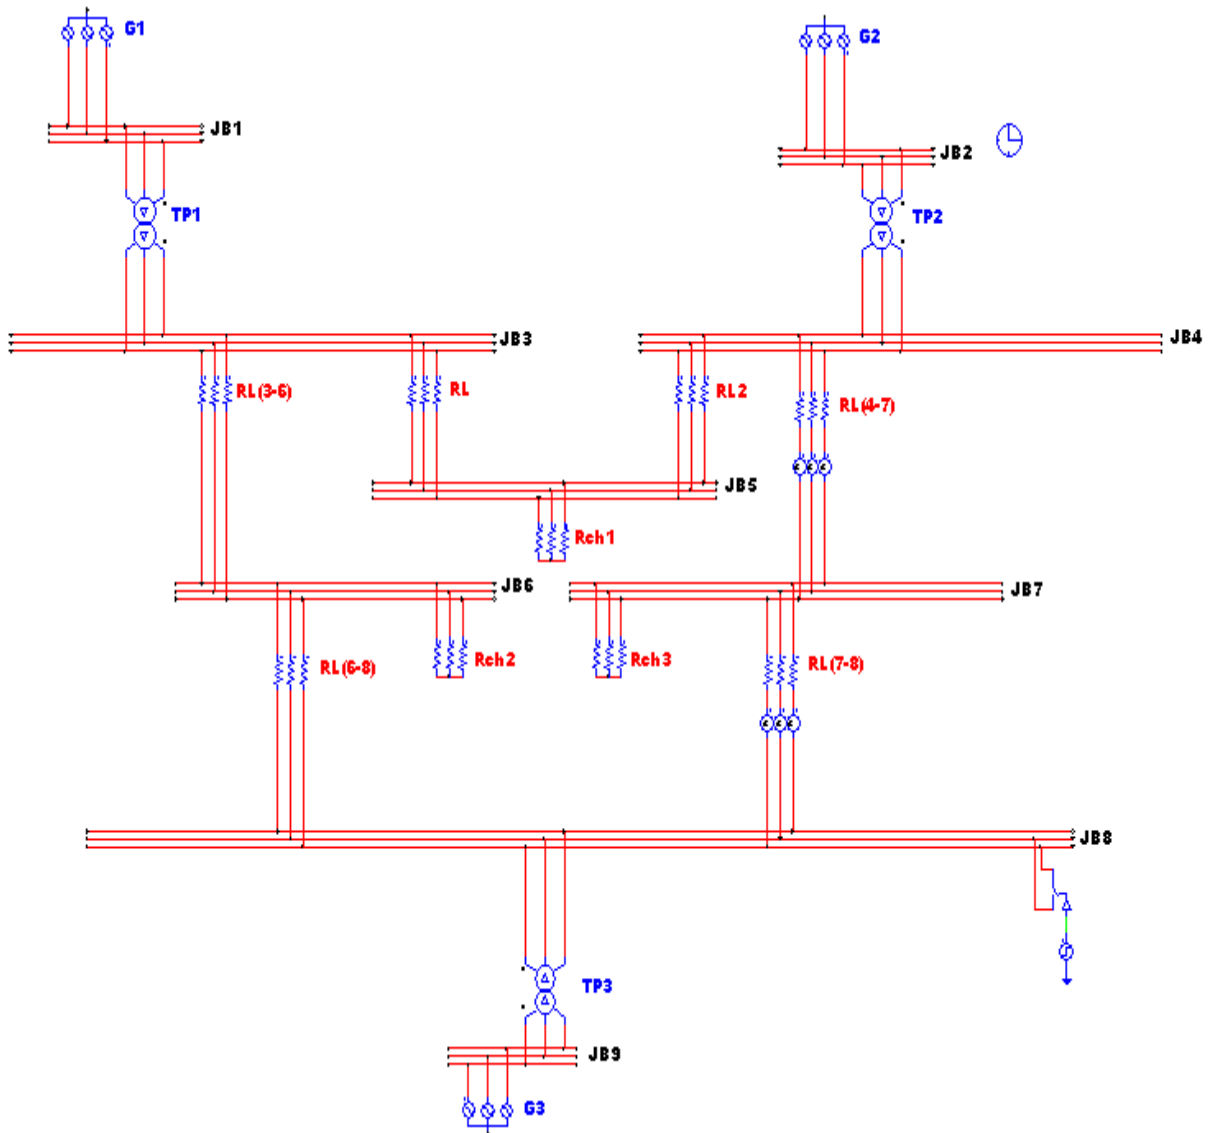 G1
G2
JB1
JB2
TP1
TP2
JB3
JB4
RL(3-6)
RL
RL2
RL(4-7)
JB5
Rch1
JB6
JB7
RL(6-8)
Rch2
Rch3
RL(7-8)
JB8
TP3
JB9
G3